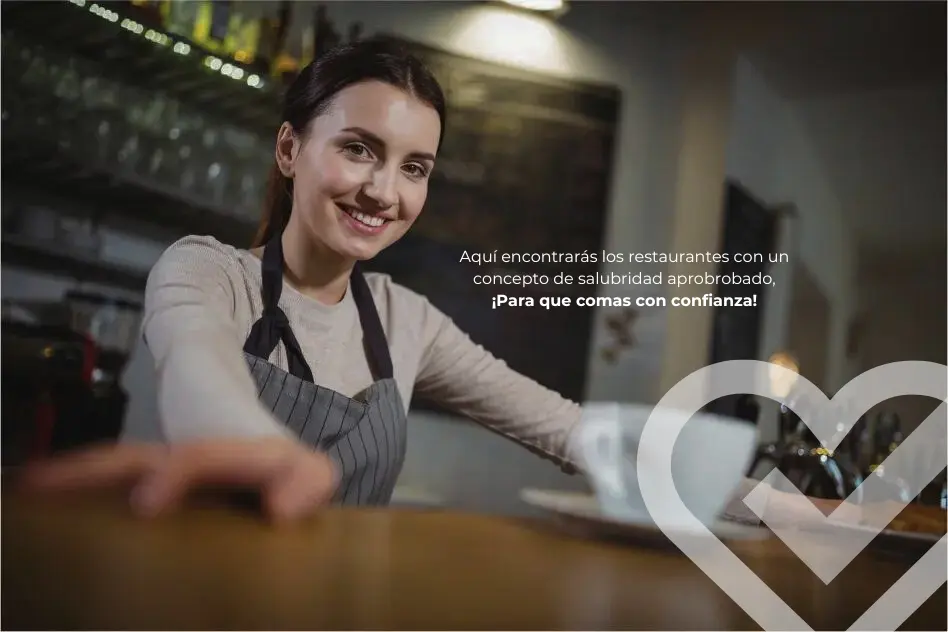 Aquí encontrarás los restaurantes con un
concepto de salubridad aprobrobado,
¡Para que comas con confianza!